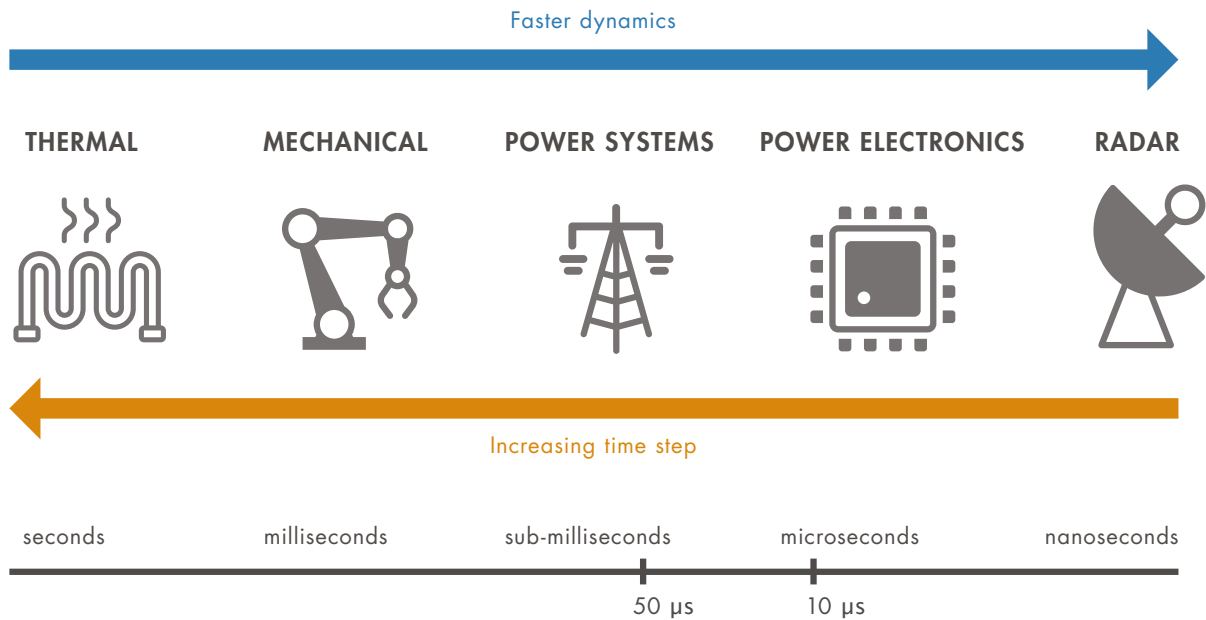 Faster dynamics
THERMAL
MECHANICAL
POWER SYSTEMS
POWER ELECTRONICS
RADAR
Increasing time step
seconds
milliseconds
sub-milliseconds
microseconds
nanoseconds
50 μs
10 μs